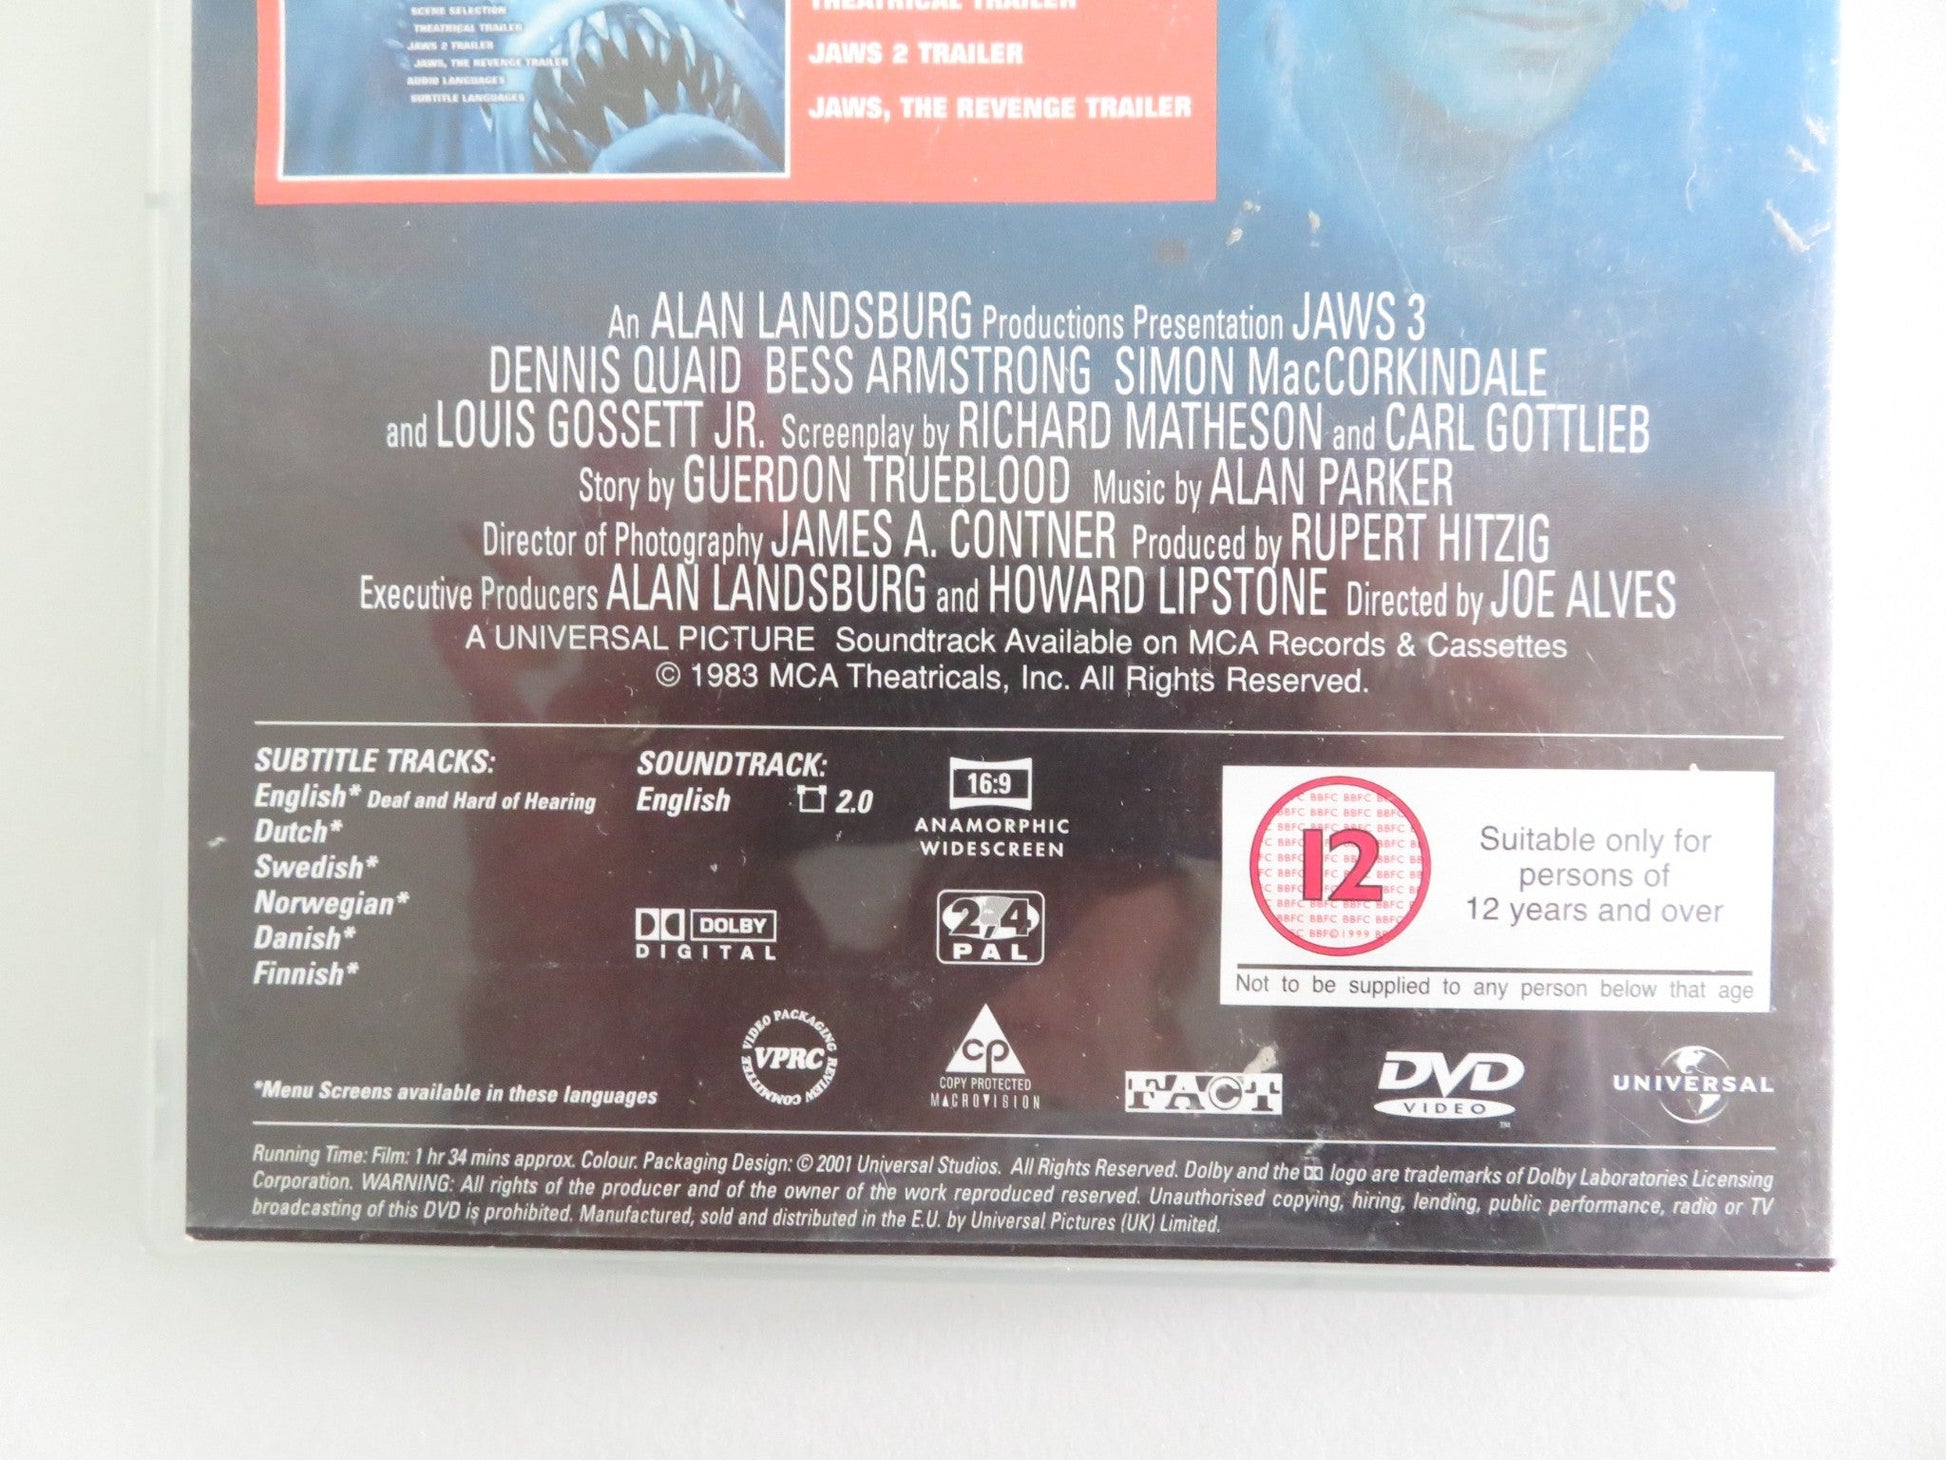 SCENE SELECTION
THEATRICAL TRAILER
JAWS 2 TRAILER
JAWS, THE REVENGE TRAILER
AUDIO LANGUAGES
SUBTITLE LANGUAGES
THEATRICAL TRAILER
JAWS 2 TRAILER
JAWS, THE REVENGE TRAILER
An ALAN LANDSBURG Productions Presentation JAWS 3
DENNIS QUAID BESS ARMSTRONG SIMON MacCORKINDALE
and LOUIS GOSSETT JR. Screenplay by RICHARD MATHESON and CARL GOTTLIEB
Story by GUERDON TRUEBLOOD Music by ALAN PARKER
Director of Photography JAMES A. CONTNER Produced by RUPERT HITZIG
Executive Producers ALAN LANDSBURG and HOWARD LIPSTONE Directed by JOE ALVES
A UNIVERSAL PICTURE Soundtrack Available on MCA Records & Cassettes
© 1983 MCA Theatricals, Inc. All Rights Reserved.
SUBTITLE TRACKS:
English* Deaf and Hard of Hearing
Dutch*
Swedish*
Norwegian*
Danish*
Finnish*
*Menu Screens available in these languages
SOUNDTRACK:
English 2.0
DOLBY
DIGITAL
16:9
ANAMORPHIC
WIDESCREEN
2,4
PAL
VIDEO PACKAGING REVIEW COMMITTEE
VPRC
CP
COPY PROTECTED
MACROVISION
FACT
DVD
VIDEO
TM
UNIVERSAL
12
Suitable only for
persons of
12 years and over
Not to be supplied to any person below that age
Running Time: Film: 1 hr 34 mins approx. Colour. Packaging Design: © 2001 Universal Studios. All Rights Reserved. Dolby and the logo are trademarks of Dolby Laboratories Licensing
Corporation. WARNING: All rights of the producer and of the owner of the work reproduced reserved. Unauthorised copying, hiring, lending, public performance, radio or TV
broadcasting of this DVD is prohibited. Manufactured, sold and distributed in the E.U. by Universal Pictures (UK) Limited.